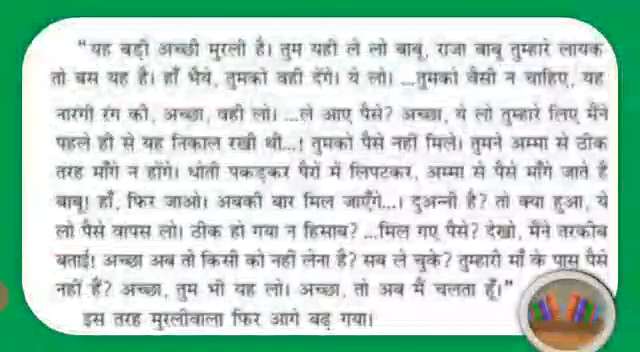 "यह बड़ी अच्छी मुरली है। तुम यही ले लो बाबू, राजा बाबू तुम्हारे लायक
तो बस यह है। हाँ भैये, तुमको वही देंगे। ये लो। ...तुमको वैसी न चाहिए, यह
नारंगी रंग की, अच्छा, वही लो। ...ले आए पैसे? अच्छा, ये लो तुम्हारे लिए मैंने
पहले ही से यह निकाल रखी थी...! तुमको पैसे नहीं मिले। तुमने अम्मा से ठीक
तरह माँगे न होंगे। धोती पकड़कर पैरों में लिपटकर, अम्मा से पैसे माँगे जाते हैं
बाबू! हाँ, फिर जाओ। अबकी बार मिल जाएँगे...। दुअन्नी है? तो क्या हुआ, ये
लो पैसे वापस लो। ठीक हो गया न हिसाब? ...मिल गए पैसे? देखो, मैंने तरकीब
बताई! अच्छा अब तो किसी को नहीं लेना है? सब ले चुके? तुम्हारी माँ के पास पैसे
नहीं हैं? अच्छा, तुम भी यह लो। अच्छा, तो अब मैं चलता हूँ।"
इस तरह मुरलीवाला फिर आगे बढ़ गया।